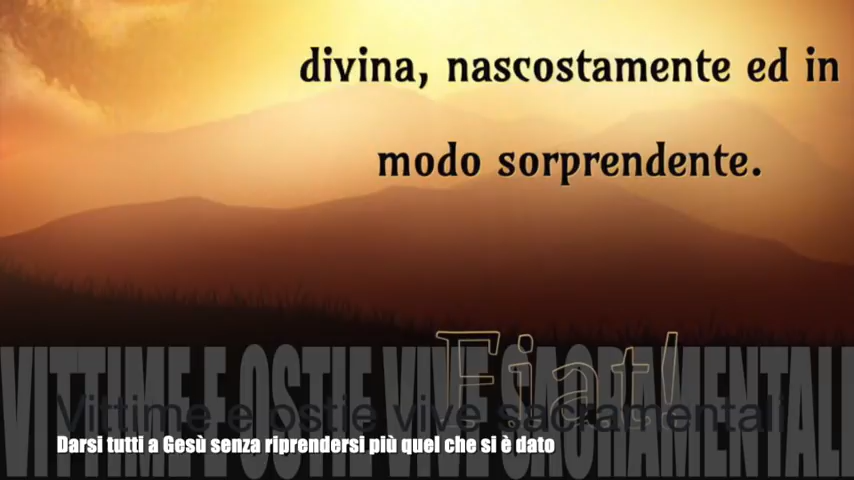 divina, nascostamente ed in
modo sorprendente.
Fiat!
VITTIME E OSTIE VIVE SACRAMENTALI
Vittime e ostie vive sacramentali
Darsi tutti a Gesù senza riprendersi più quel che si è dato